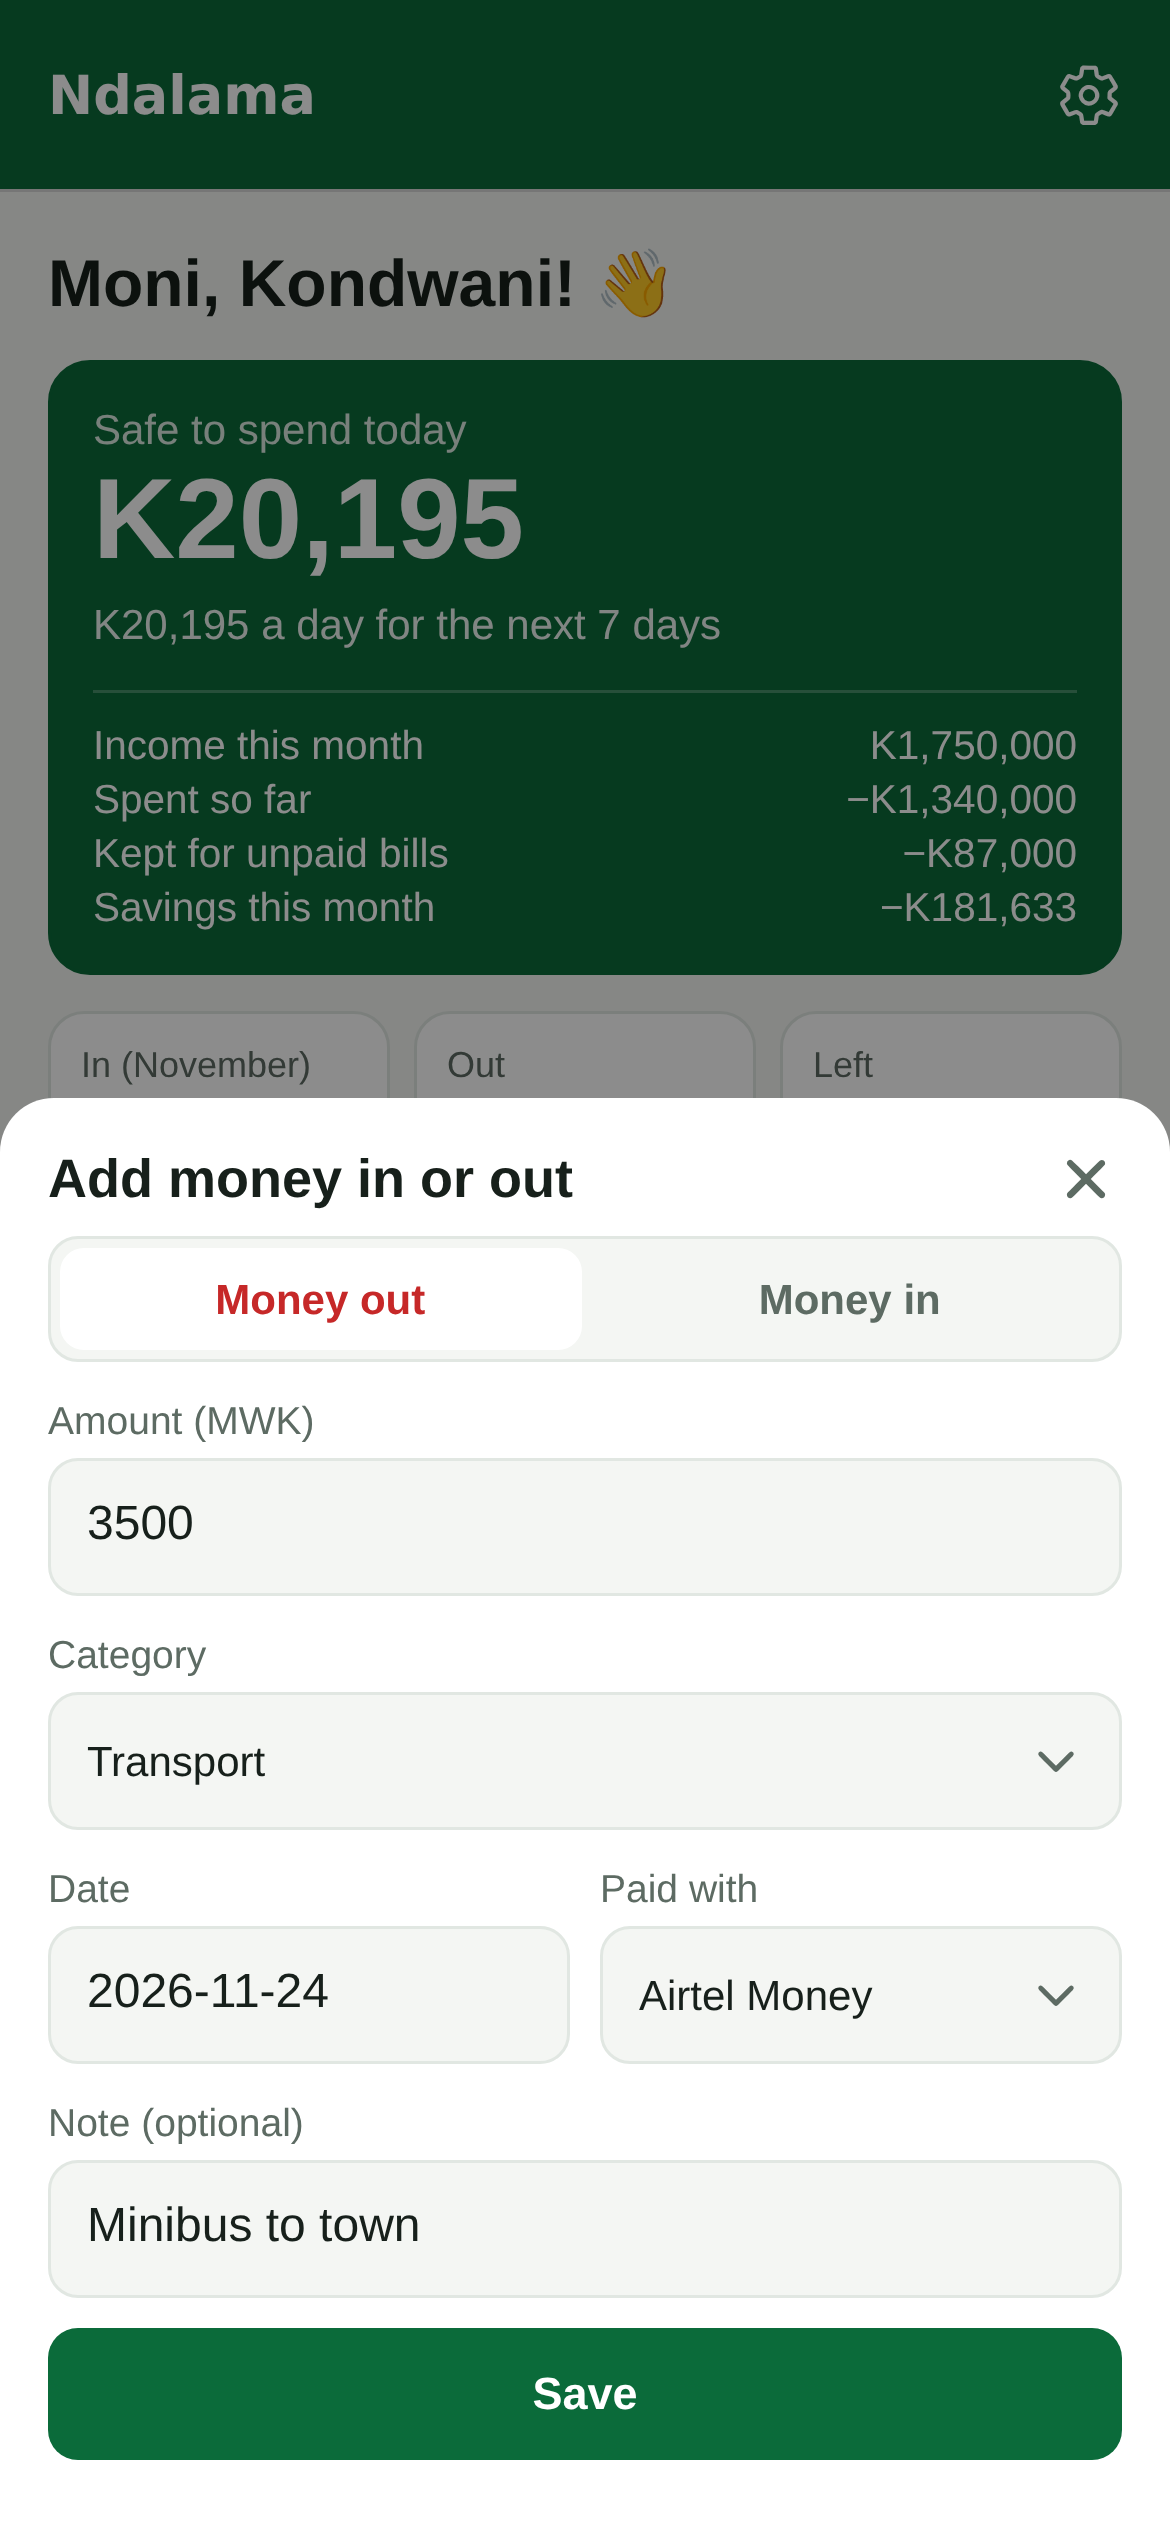 Ndalama
Moni, Kondwani! 👋
Safe to spend today
K20,195
K20,195 a day for the next 7 days
Income this month K1,750,000
Spent so far −K1,340,000
Kept for unpaid bills −K87,000
Savings this month −K181,633
In (November) Out Left
Add money in or out
Money out Money in
Amount (MWK)
3500
Category
Transport
Date Paid with
2026-11-24 Airtel Money
Note (optional)
Minibus to town
Save